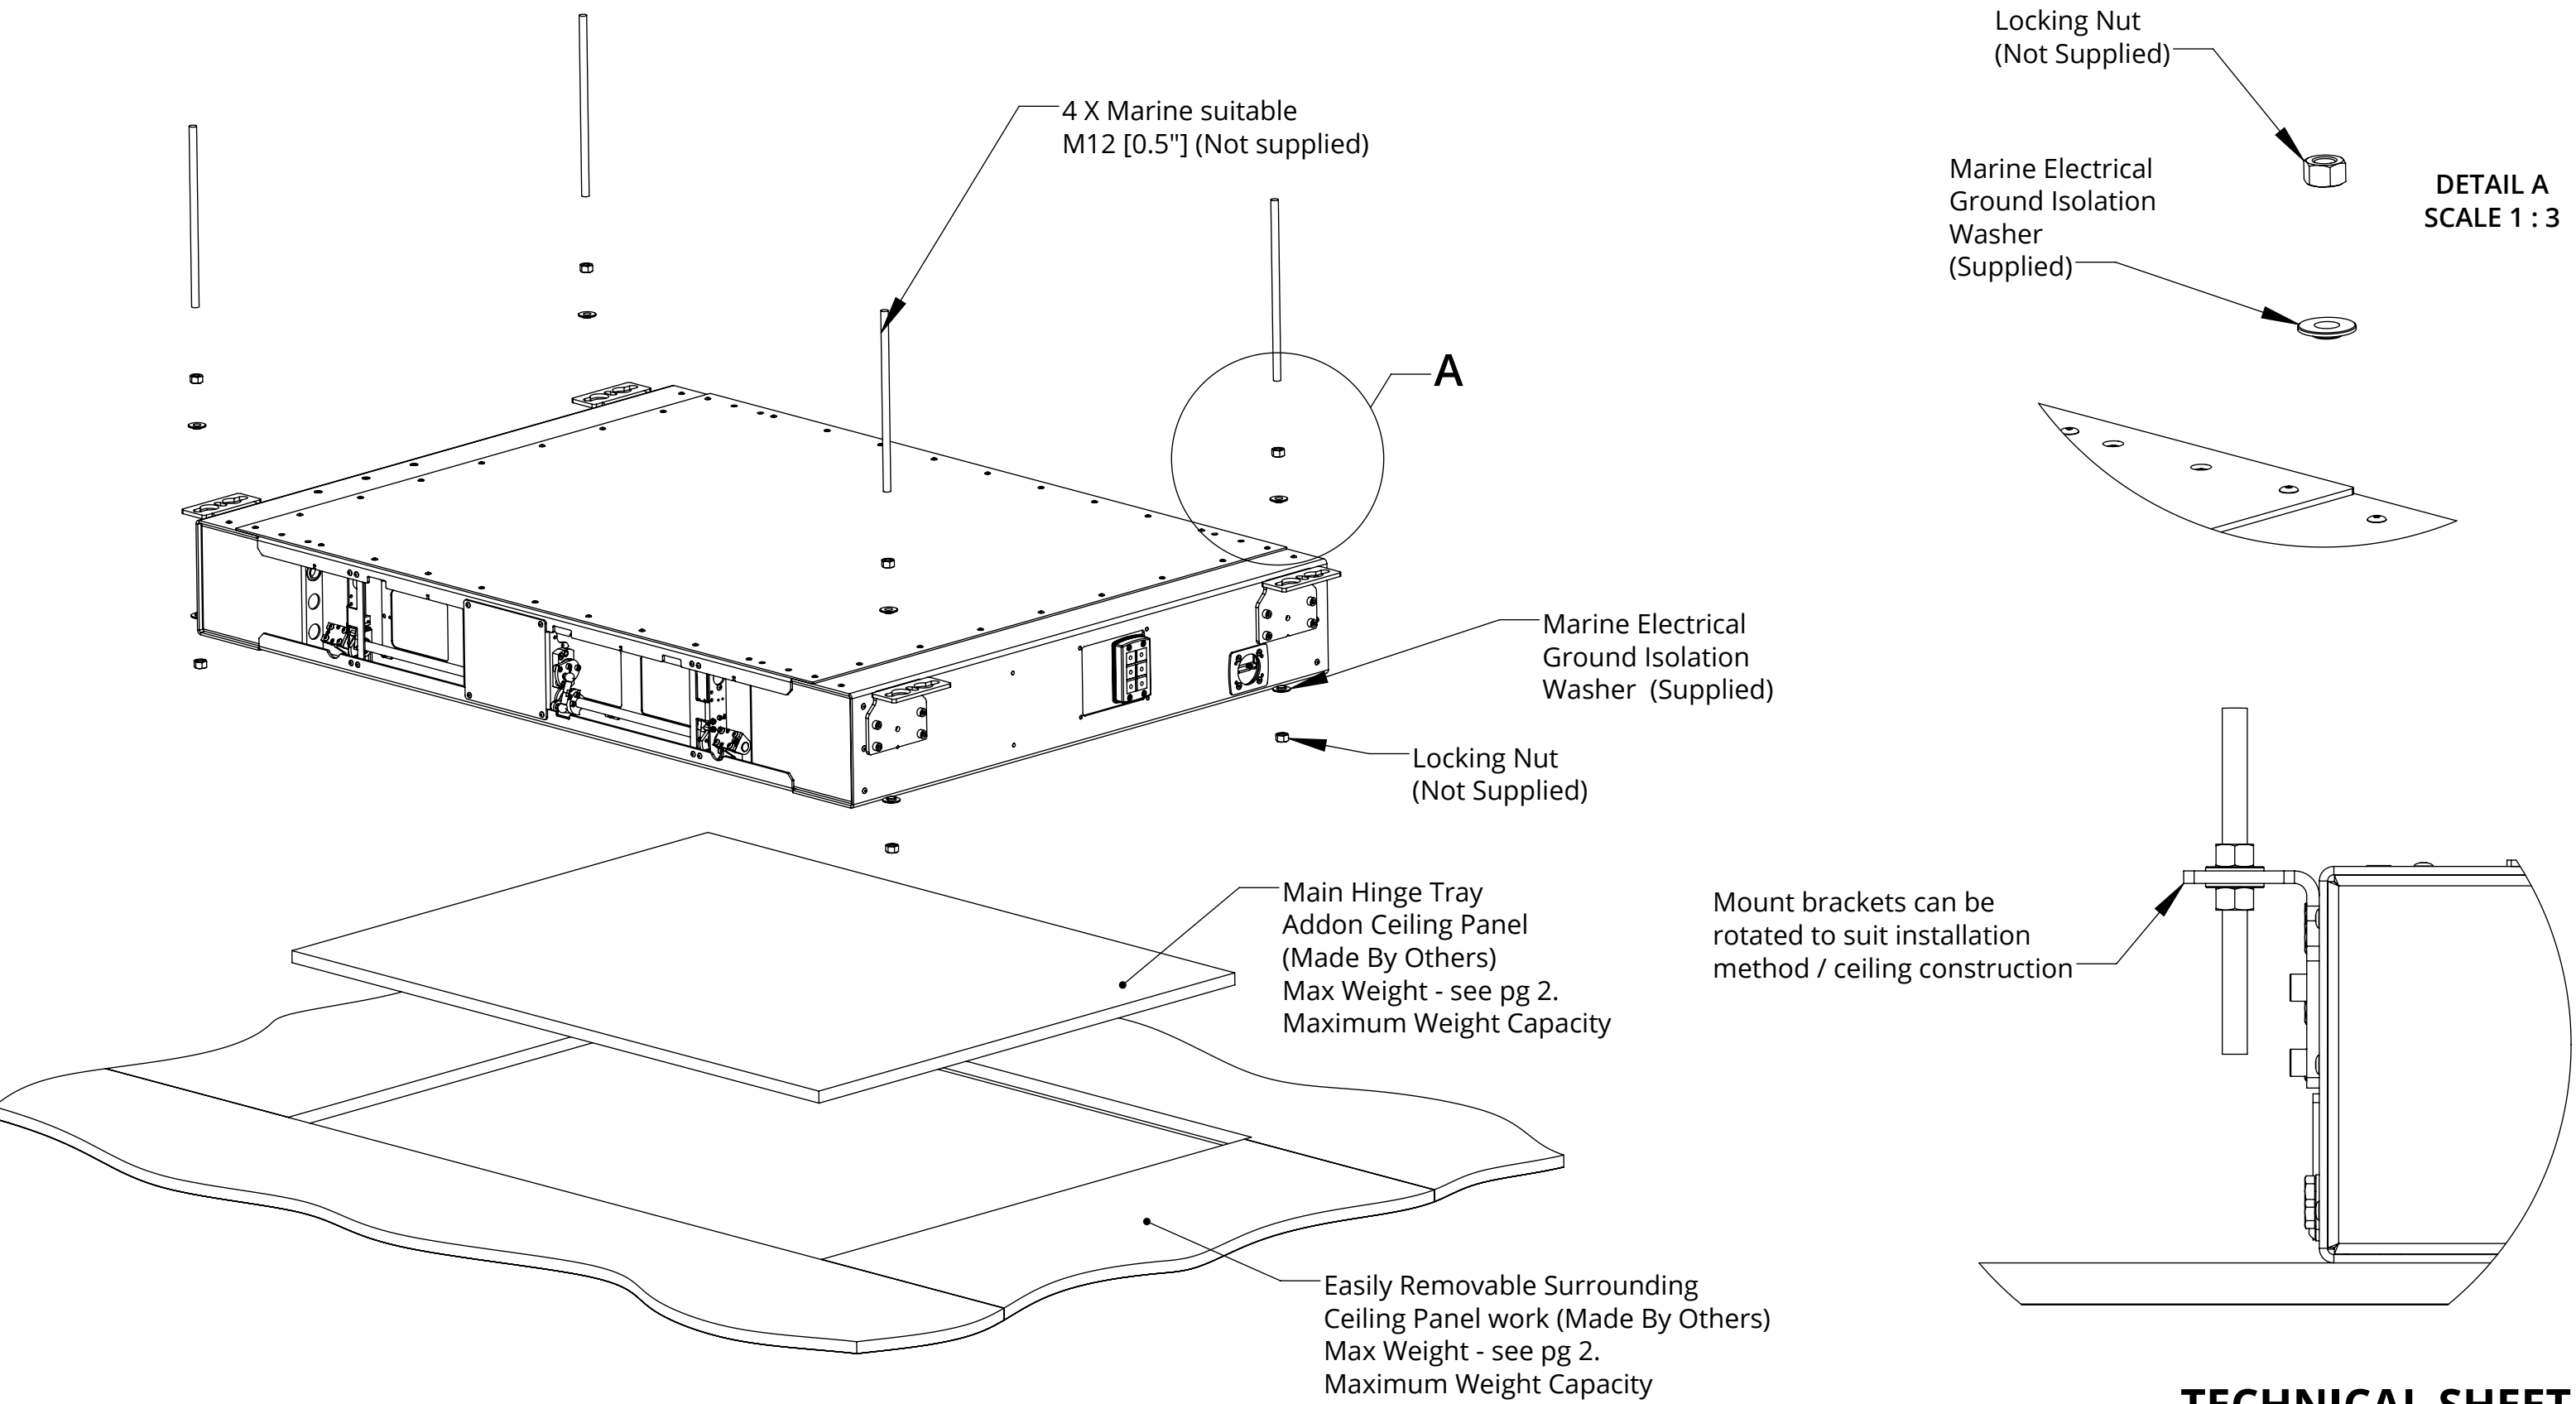 4 X Marine suitable
M12 [0.5"] (Not supplied)
A
Locking Nut
(Not Supplied)
Marine Electrical
Ground Isolation
Washer
(Supplied)
DETAIL A
SCALE 1 : 3
Marine Electrical
Ground Isolation
Washer  (Supplied)
Locking Nut
(Not Supplied)
Main Hinge Tray
Addon Ceiling Panel
(Made By Others)
Max Weight - see pg 2.
Maximum Weight Capacity
Mount brackets can be
rotated to suit installation
method / ceiling construction
Easily Removable Surrounding
Ceiling Panel work (Made By Others)
Max Weight - see pg 2.
Maximum Weight Capacity
TECHNICAL SHEET